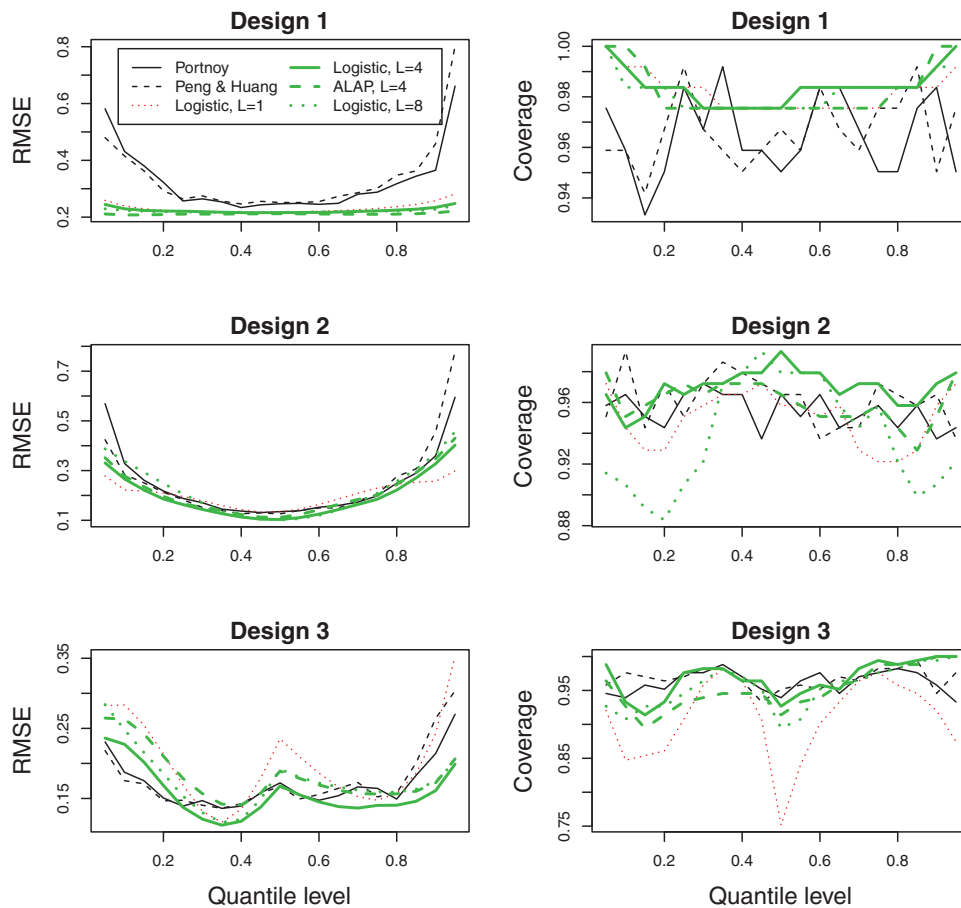 Design 1
RMSE
0.8
0.6
0.4
0.2
Portnoy
Peng & Huang
Logistic, L=1
Logistic, L=4
ALAP, L=4
Logistic, L=8
0.2 0.4 0.6 0.8
Design 1
Coverage
1.00
0.98
0.96
0.94
0.2 0.4 0.6 0.8
Design 2
RMSE
0.7
0.5
0.3
0.1
0.2 0.4 0.6 0.8
Design 2
Coverage
0.96
0.92
0.88
0.2 0.4 0.6 0.8
Design 3
RMSE
0.35
0.25
0.15
0.2 0.4 0.6 0.8
Quantile level
Design 3
Coverage
0.95
0.85
0.75
0.2 0.4 0.6 0.8
Quantile level